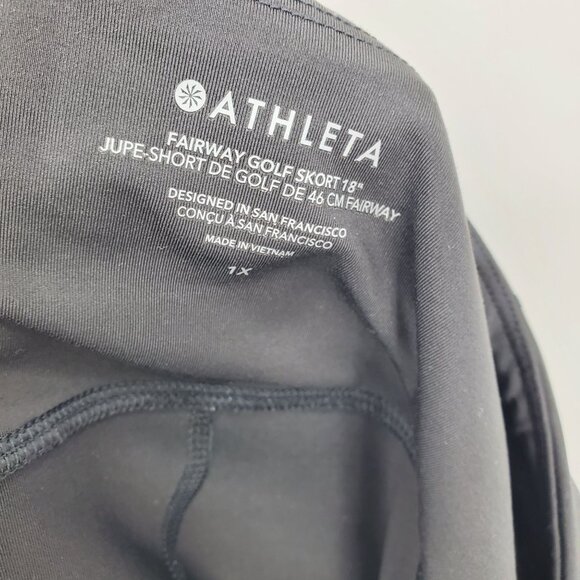 ATHLETA
FAIRWAY GOLF SKORT 18"
JUPE-SHORT DE GOLF DE 46 CM FAIRWAY
DESIGNED IN SAN FRANCISCO
CONÇU À SAN FRANCISCO
MADE IN VIETNAM
1X